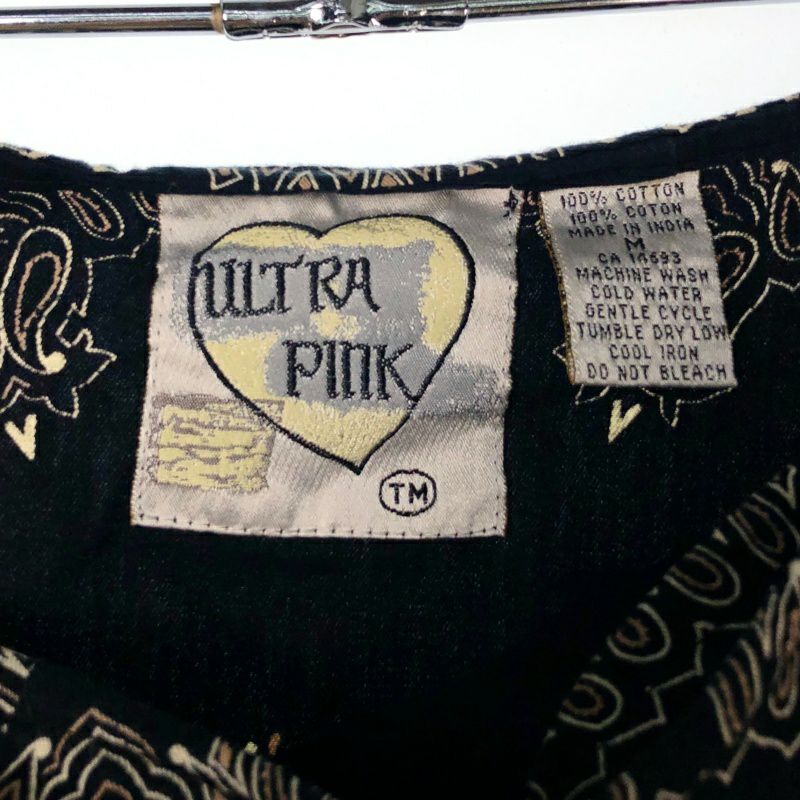 ULTRA
PINK
TM
100% COTTON
100% COTON
MADE IN INDIA
M
CA 14693
MACHINE WASH
COLD WATER
GENTLE CYCLE
TUMBLE DRY LOW
COOL IRON
DO NOT BLEACH